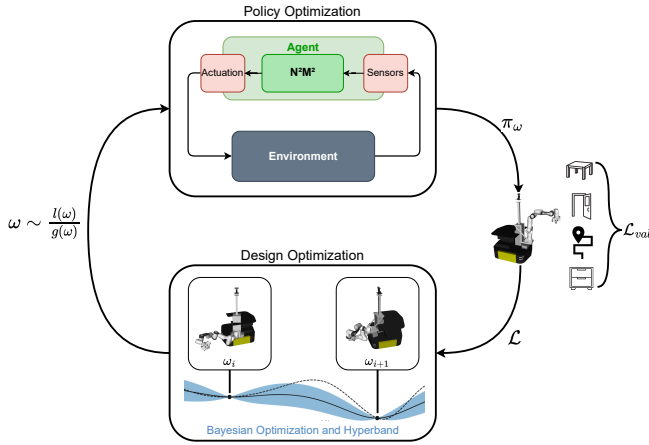 Policy Optimization
Agent
Actuation
N²M²
Sensors
Environment
π_ω
ω ∼ l(ω)/g(ω)
ℒ_val
Design Optimization
ℒ
ω_i
ω_{i+1}
Bayesian Optimization and Hyperband